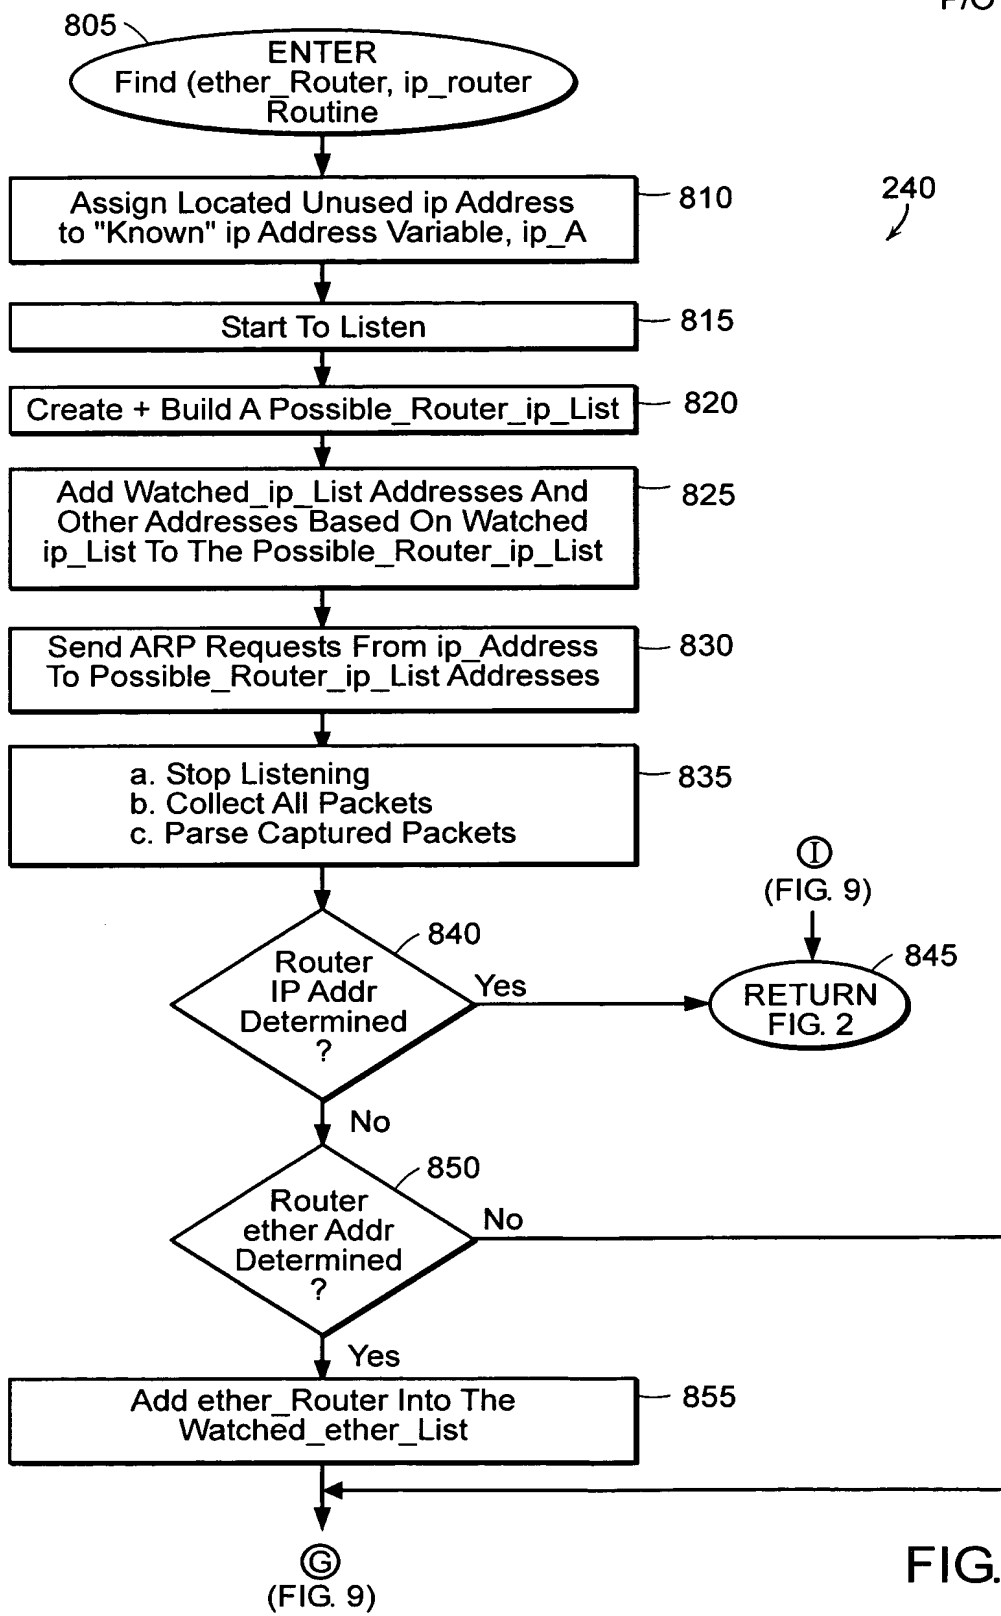 P/O
805
ENTER
Find (ether_Router, ip_router
Routine
810
Assign Located Unused ip Address
to "Known" ip Address Variable, ip_A
240
815
Start To Listen
820
Create + Build A Possible_Router_ip_List
825
Add Watched_ip_List Addresses And
Other Addresses Based On Watched
ip_List To The Possible_Router_ip_List
830
Send ARP Requests From ip_Address
To Possible_Router_ip_List Addresses
835
a. Stop Listening
b. Collect All Packets
c. Parse Captured Packets
I
(FIG. 9)
840
Router
IP Addr
Determined
?
Yes
845
RETURN
FIG. 2
No
850
Router
ether Addr
Determined
?
No
Yes
855
Add ether_Router Into The
Watched_ether_List
G
(FIG. 9)
FIG.